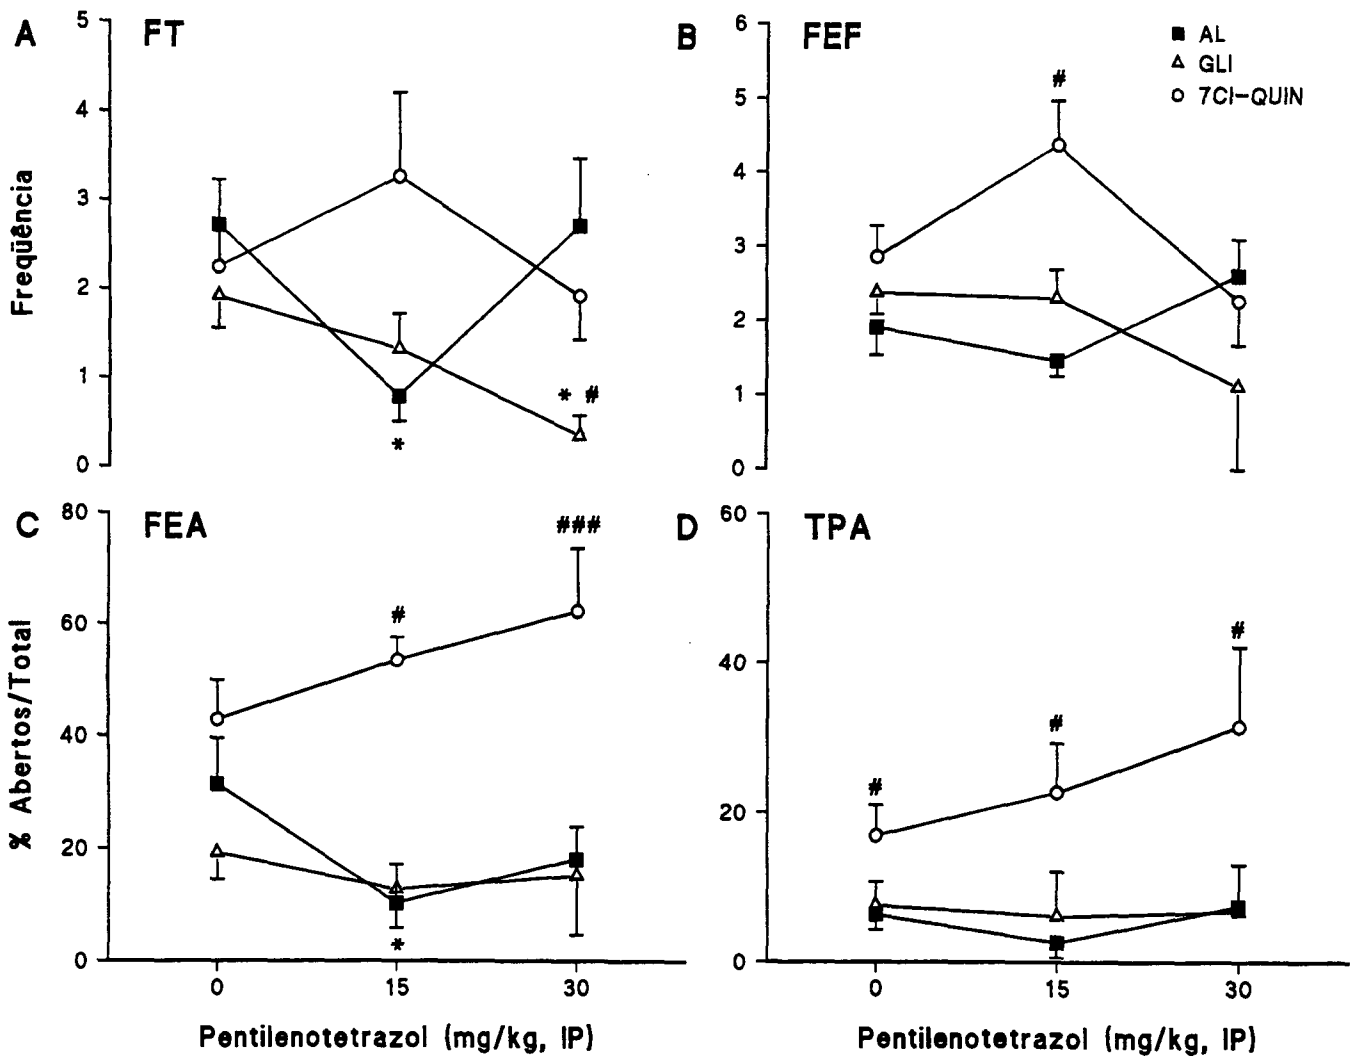 A FT
5
4
3
2
1
0
Freqüência
*
* #
B FEF
6
5
4
3
2
1
0
#
AL
GLI
7Cl-QUIN
C FEA
80
60
40
20
0
% Abertos/Total
#
###
*
0 15 30
Pentilenotetrazol (mg/kg, IP)
D TPA
60
40
20
0
#
#
#
0 15 30
Pentilenotetrazol (mg/kg, IP)